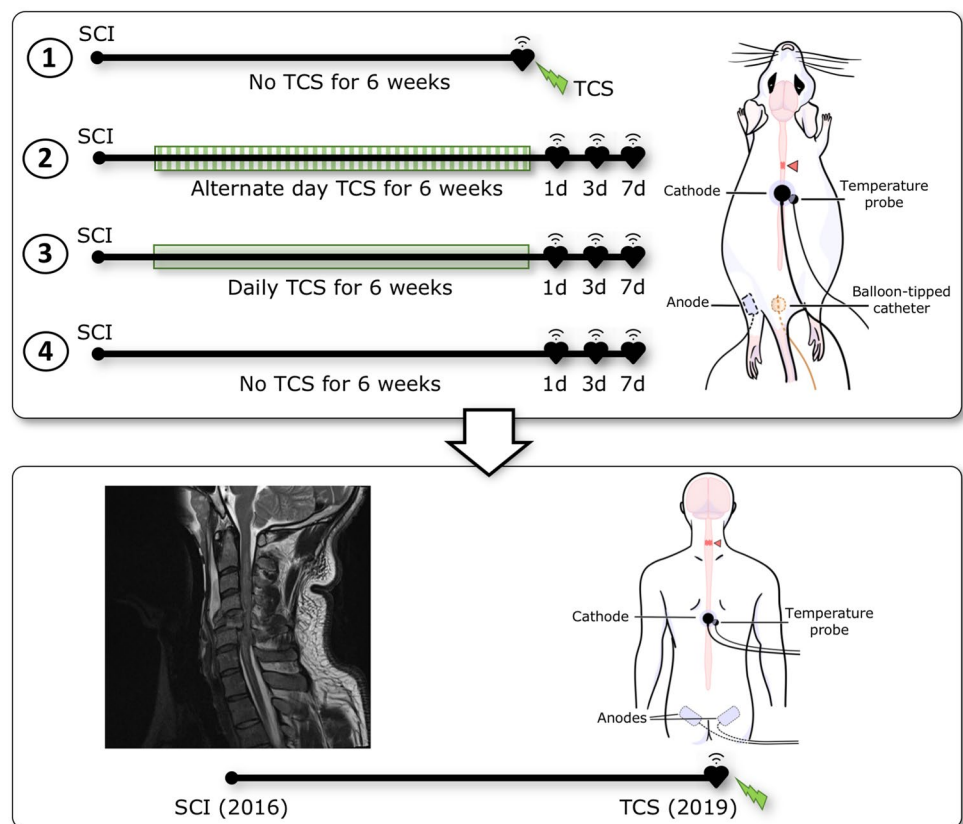 1
SCI
No TCS for 6 weeks
TCS
2
SCI
Alternate day TCS for 6 weeks
1d 3d 7d
3
SCI
Daily TCS for 6 weeks
1d 3d 7d
4
SCI
No TCS for 6 weeks
1d 3d 7d
Cathode
Temperature
probe
Anode
Balloon-tipped
catheter
Cathode
Temperature
probe
Anodes
SCI (2016)
TCS (2019)